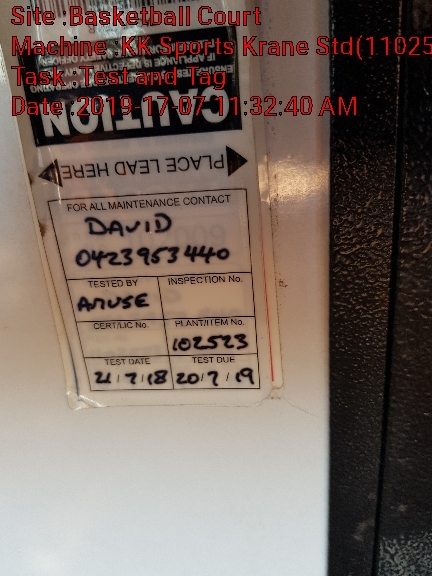 Site :Basketball Court
Machine :KK Sports Krane Std(11025
Task :Test and Tag
Date :2019-17-07 11:32:40 AM
CAUTION
PLACE LEAD HERE
FOR ALL MAINTENANCE CONTACT
DAVID
0423953440
TESTED BY INSPECTION No.
AMUSE
CERT/LIC No. PLANT/ITEM No.
102523
TEST DATE TEST DUE
21/7/18 20/7/19